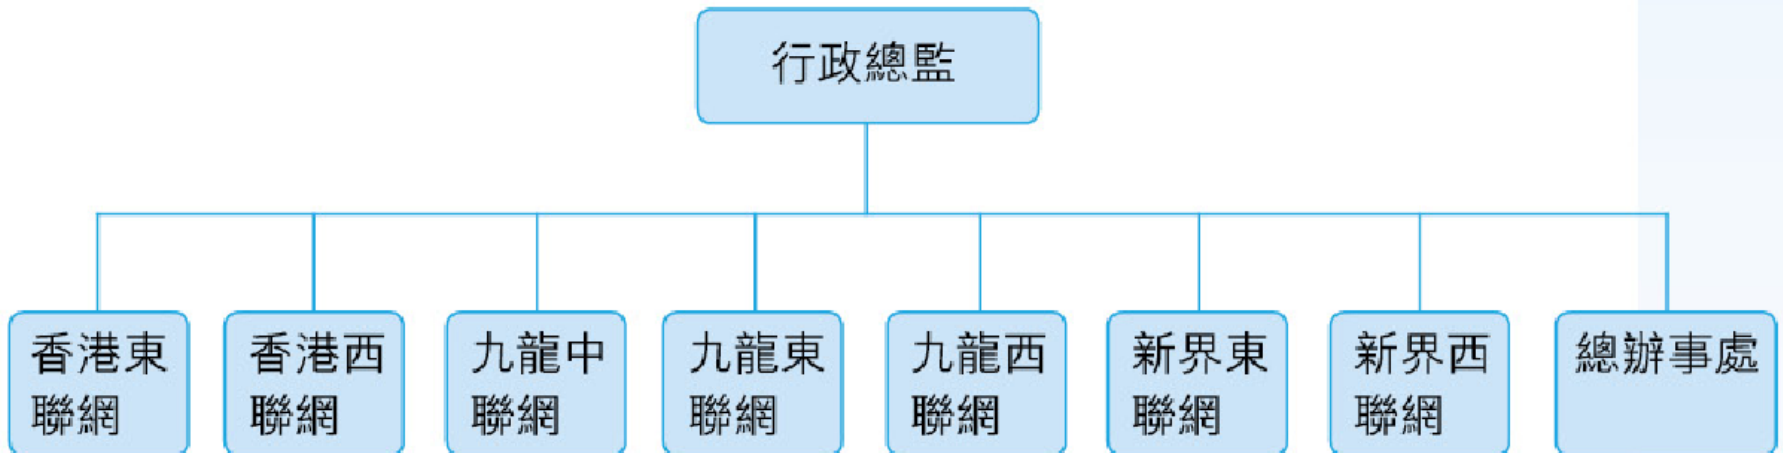 行政總監
香港東
聯網
香港西
聯網
九龍中
聯網
九龍東
聯網
九龍西
聯網
新界東
聯網
新界西
聯網
總辦事處